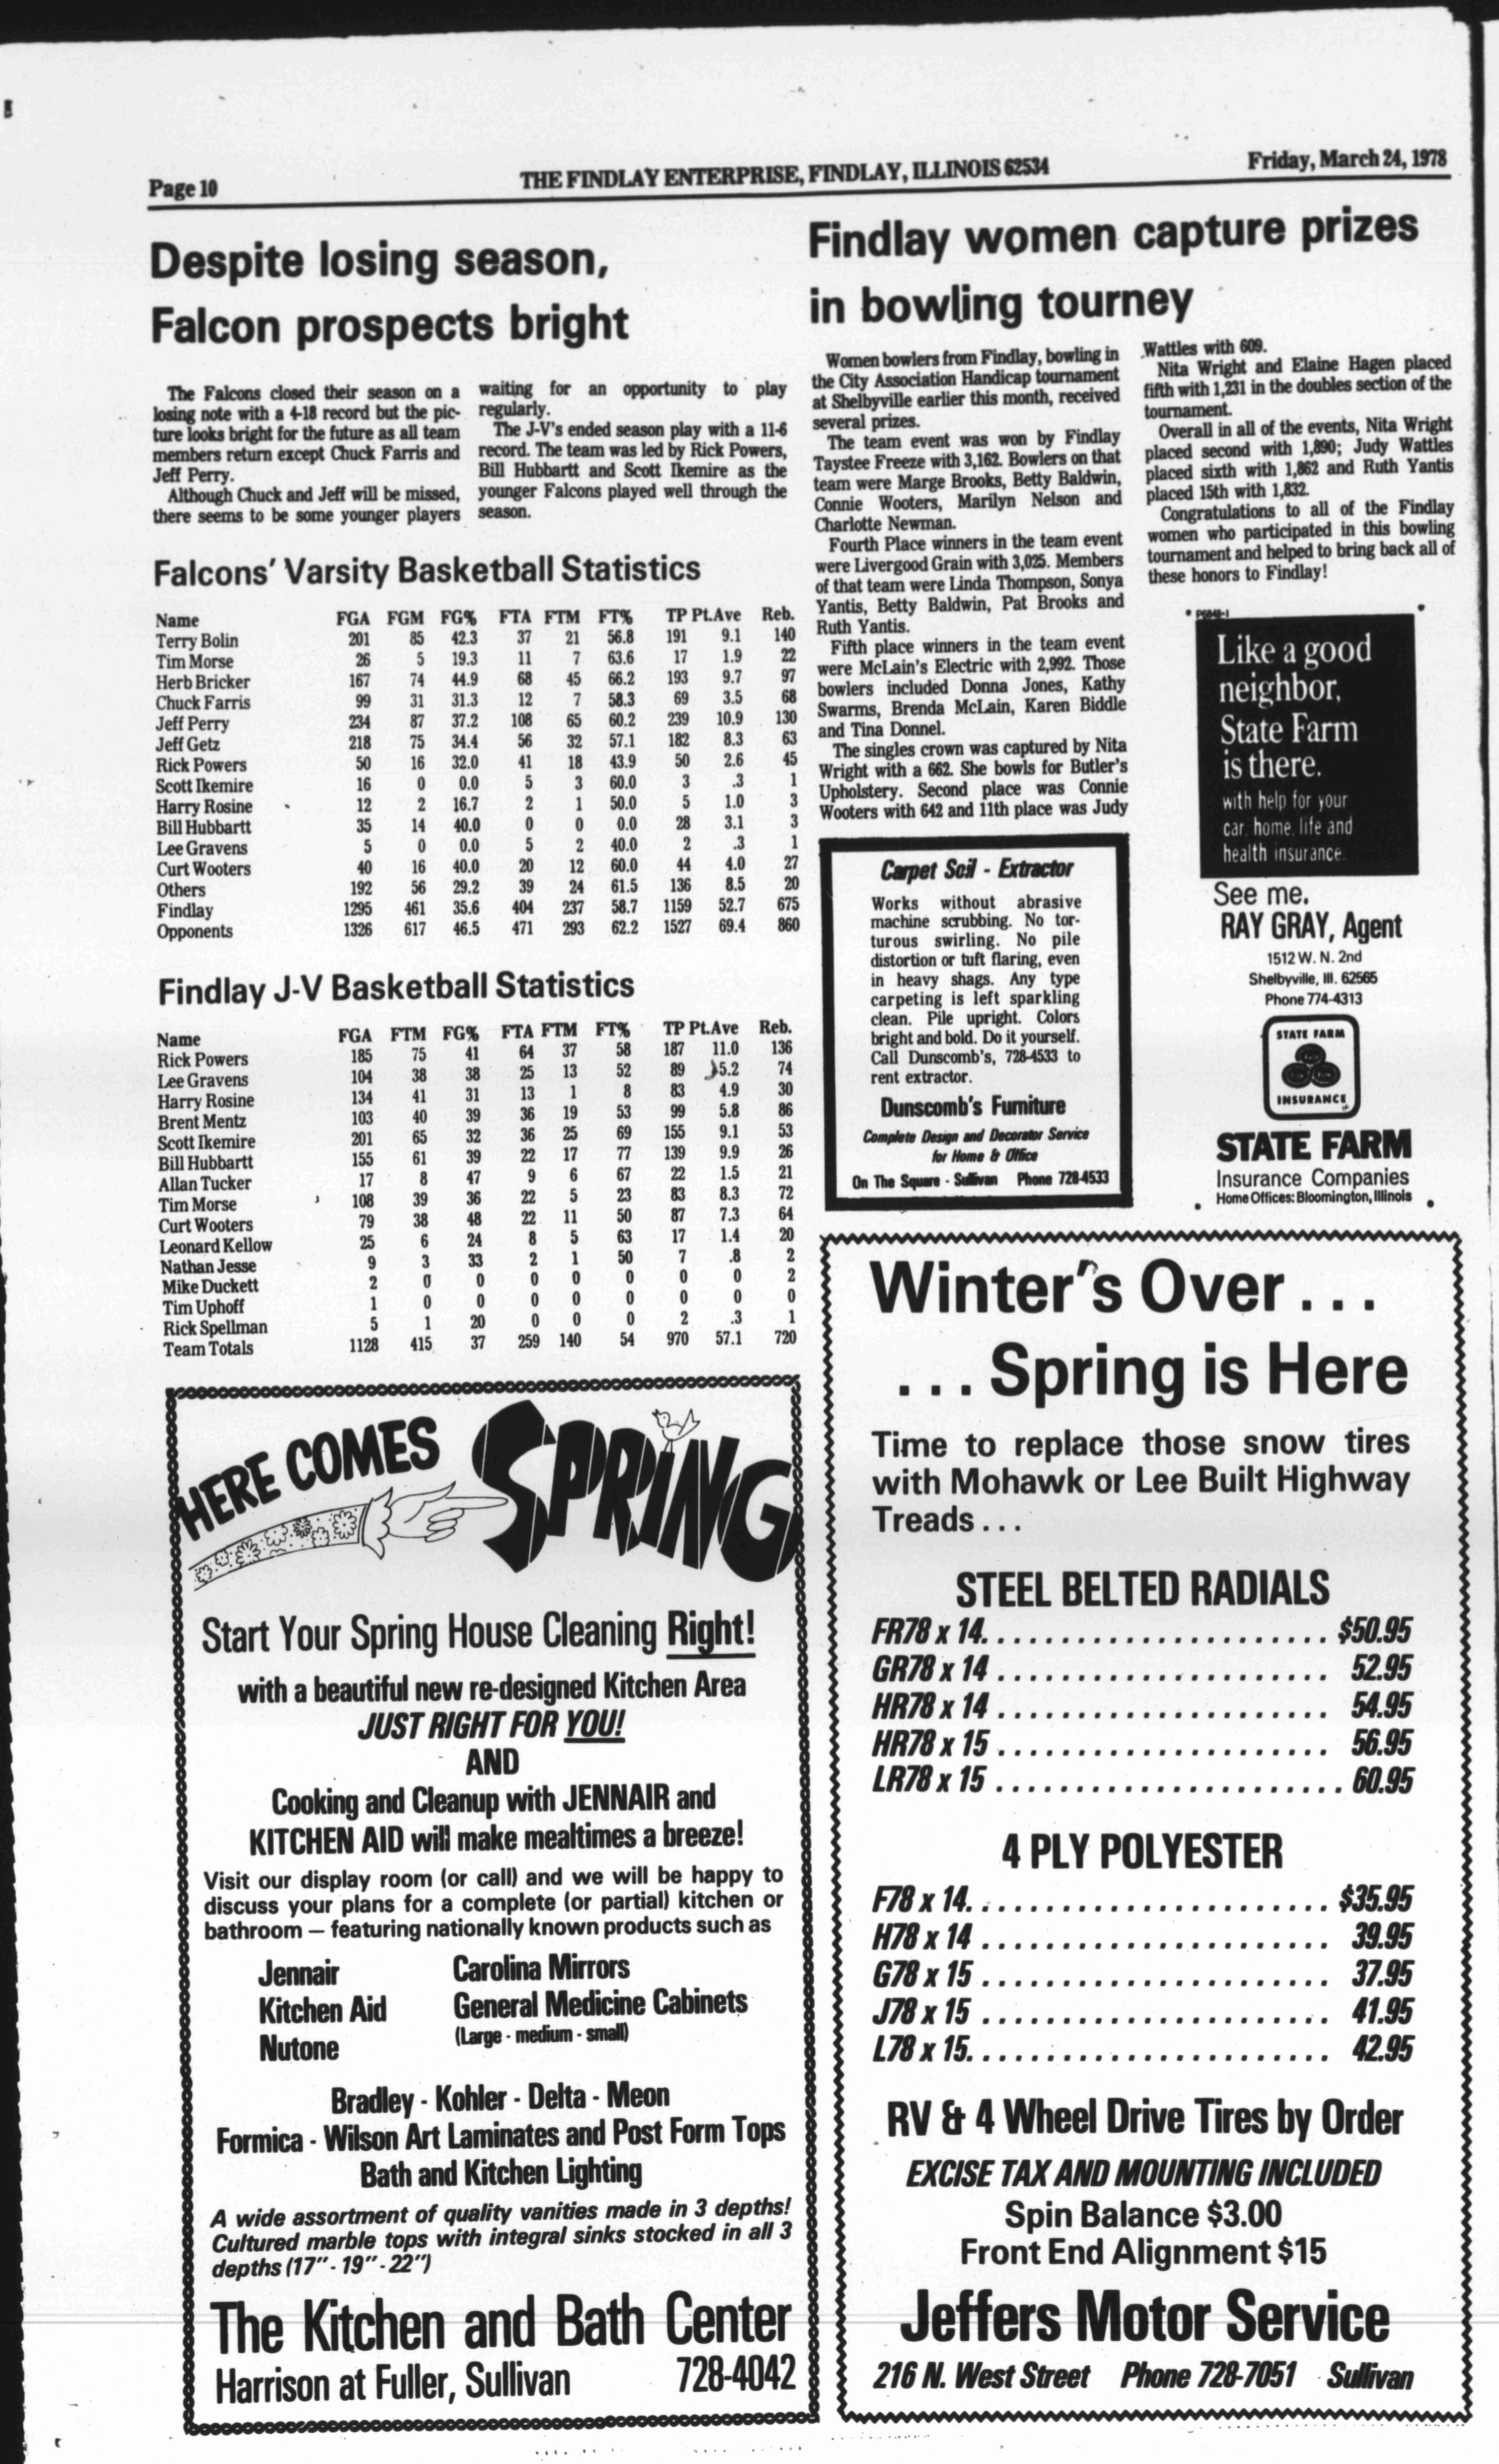 Page 10
THE FINDLAY ENTERPRISE, FINDLAY, ILLINOIS 62534
Friday, March 24, 1978
Despite losing season,
Falcon prospects bright
The Falcons closed their season on a
losing note with a 4-18 record but the pic-
ture looks bright for the future as all team
members return except Chuck Farris and
Jeff Perry.
Although Chuck and Jeff will be missed,
there seems to be some younger players
waiting for an opportunity to play
regularly.
The J-V's ended season play with a 11-6
record. The team was led by Rick Powers,
Bill Hubbartt and Scott Ikemire as the
younger Falcons played well through the
season.
Falcons' Varsity Basketball Statistics
Name FGA FGM FG% FTA FTM FT% TP Pt.Ave Reb.
Terry Bolin 201 85 42.3 37 21 56.8 191 9.1 140
Tim Morse 26 5 19.3 11 7 63.6 17 1.9 22
Herb Bricker 167 74 44.9 68 45 66.2 193 9.7 97
Chuck Farris 99 31 31.3 12 7 58.3 69 3.5 68
Jeff Perry 234 87 37.2 108 65 60.2 239 10.9 130
Jeff Getz 218 75 34.4 56 32 57.1 182 8.3 63
Rick Powers 50 16 32.0 41 18 43.9 50 2.6 45
Scott Ikemire 16 0 0.0 5 3 60.0 3 .3 1
Harry Rosine 12 2 16.7 2 1 50.0 5 1.0 3
Bill Hubbartt 35 14 40.0 0 0 0.0 28 3.1 3
Lee Gravens 5 0 0.0 5 2 40.0 2 .3 1
Curt Wooters 40 16 40.0 20 12 60.0 44 4.0 27
Others 192 56 29.2 39 24 61.5 136 8.5 20
Findlay 1295 461 35.6 404 237 58.7 1159 52.7 675
Opponents 1326 617 46.5 471 293 62.2 1527 69.4 860
Findlay J-V Basketball Statistics
Name FGA FTM FG% FTA FTM FT% TP Pt.Ave Reb.
Rick Powers 185 75 41 64 37 58 187 11.0 136
Lee Gravens 104 38 38 25 13 52 89 5.2 74
Harry Rosine 134 41 31 13 1 8 83 4.9 30
Brent Mentz 103 40 39 36 19 53 99 5.8 86
Scott Ikemire 201 65 32 36 25 69 155 9.1 53
Bill Hubbartt 155 61 39 22 17 77 139 9.9 26
Allan Tucker 17 8 47 9 6 67 22 1.5 21
Tim Morse 108 39 36 22 5 23 83 8.3 72
Curt Wooters 79 38 48 22 11 50 87 7.3 64
Leonard Kellow 25 6 24 8 5 63 17 1.4 20
Nathan Jesse 9 3 33 2 1 50 7 .8 2
Mike Duckett 2 0 0 0 0 0 0 0 2
Tim Uphoff 1 0 0 0 0 0 0 0 0
Rick Spellman 5 1 20 0 0 0 2 .3 1
Team Totals 1128 415 37 259 140 54 970 57.1 720
Findlay women capture prizes
in bowling tourney
Women bowlers from Findlay, bowling in
the City Association Handicap tournament
at Shelbyville earlier this month, received
several prizes.
The team event was won by Findlay
Taystee Freeze with 3,162. Bowlers on that
team were Marge Brooks, Betty Baldwin,
Connie Wooters, Marilyn Nelson and
Charlotte Newman.
Fourth Place winners in the team event
were Livergood Grain with 3,025. Members
of that team were Linda Thompson, Sonya
Yantis, Betty Baldwin, Pat Brooks and
Ruth Yantis.
Fifth place winners in the team event
were McLain's Electric with 2,992. Those
bowlers included Donna Jones, Kathy
Swarms, Brenda McLain, Karen Biddle
and Tina Donnel.
The singles crown was captured by Nita
Wright with a 662. She bowls for Butler's
Upholstery. Second place was Connie
Wooters with 642 and 11th place was Judy
Wattles with 609.
Nita Wright and Elaine Hagen placed
fifth with 1,231 in the doubles section of the
tournament.
Overall in all of the events, Nita Wright
placed second with 1,890; Judy Wattles
placed sixth with 1,862 and Ruth Yantis
placed 15th with 1,832.
Congratulations to all of the Findlay
women who participated in this bowling
tournament and helped to bring back all of
these honors to Findlay!
Like a good
neighbor,
State Farm
is there.
with help for your
car, home, life and
health insurance.
See me.
RAY GRAY, Agent
1512 W. N. 2nd
Shelbyville, Ill. 62565
Phone 774-4313
STATE FARM
INSURANCE
STATE FARM
Insurance Companies
Home Offices: Bloomington, Illinois
Carpet Soil - Extractor
Works without abrasive
machine scrubbing. No tor-
turous swirling. No pile
distortion or tuft flaring, even
in heavy shags. Any type
carpeting is left sparkling
clean. Pile upright. Colors
bright and bold. Do it yourself.
Call Dunscomb's, 728-4533 to
rent extractor.
Dunscomb's Furniture
Complete Design and Decorator Service
for Home & Office
On The Square - Sullivan Phone 728-4533
HERE COMES SPRING
Start Your Spring House Cleaning Right!
with a beautiful new re-designed Kitchen Area
JUST RIGHT FOR YOU!
AND
Cooking and Cleanup with JENNAIR and
KITCHEN AID will make mealtimes a breeze!
Visit our display room (or call) and we will be happy to
discuss your plans for a complete (or partial) kitchen or
bathroom — featuring nationally known products such as
Jennair
Kitchen Aid
Nutone
Carolina Mirrors
General Medicine Cabinets
(Large - medium - small)
Bradley - Kohler - Delta - Meon
Formica - Wilson Art Laminates and Post Form Tops
Bath and Kitchen Lighting
A wide assortment of quality vanities made in 3 depths!
Cultured marble tops with integral sinks stocked in all 3
depths (17" - 19" - 22")
The Kitchen and Bath Center
Harrison at Fuller, Sullivan 728-4042
Winter's Over . . .
. . . Spring is Here
Time to replace those snow tires
with Mohawk or Lee Built Highway
Treads . . .
STEEL BELTED RADIALS
FR78 x 14. . . . . . . . . . . . . . . . . . . . . . $50.95
GR78 x 14 . . . . . . . . . . . . . . . . . . . . . 52.95
HR78 x 14 . . . . . . . . . . . . . . . . . . . . . 54.95
HR78 x 15 . . . . . . . . . . . . . . . . . . . . . 56.95
LR78 x 15 . . . . . . . . . . . . . . . . . . . . . . 60.95
4 PLY POLYESTER
F78 x 14. . . . . . . . . . . . . . . . . . . . . . . $35.95
H78 x 14 . . . . . . . . . . . . . . . . . . . . . . 39.95
G78 x 15 . . . . . . . . . . . . . . . . . . . . . . 37.95
J78 x 15 . . . . . . . . . . . . . . . . . . . . . . 41.95
L78 x 15. . . . . . . . . . . . . . . . . . . . . . . 42.95
RV & 4 Wheel Drive Tires by Order
EXCISE TAX AND MOUNTING INCLUDED
Spin Balance $3.00
Front End Alignment $15
Jeffers Motor Service
216 N. West Street Phone 728-7051 Sullivan